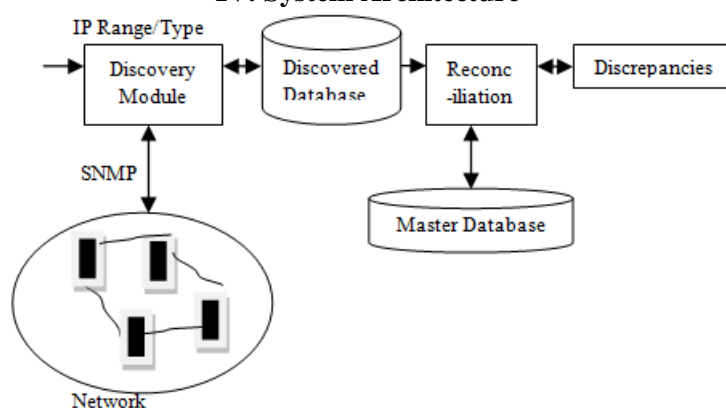 IV. System Architecture
IP Range/Type
Discovery
Module
Discovered
Database
Reconc
-iliation
Discrepancies
SNMP
Master Database
Network